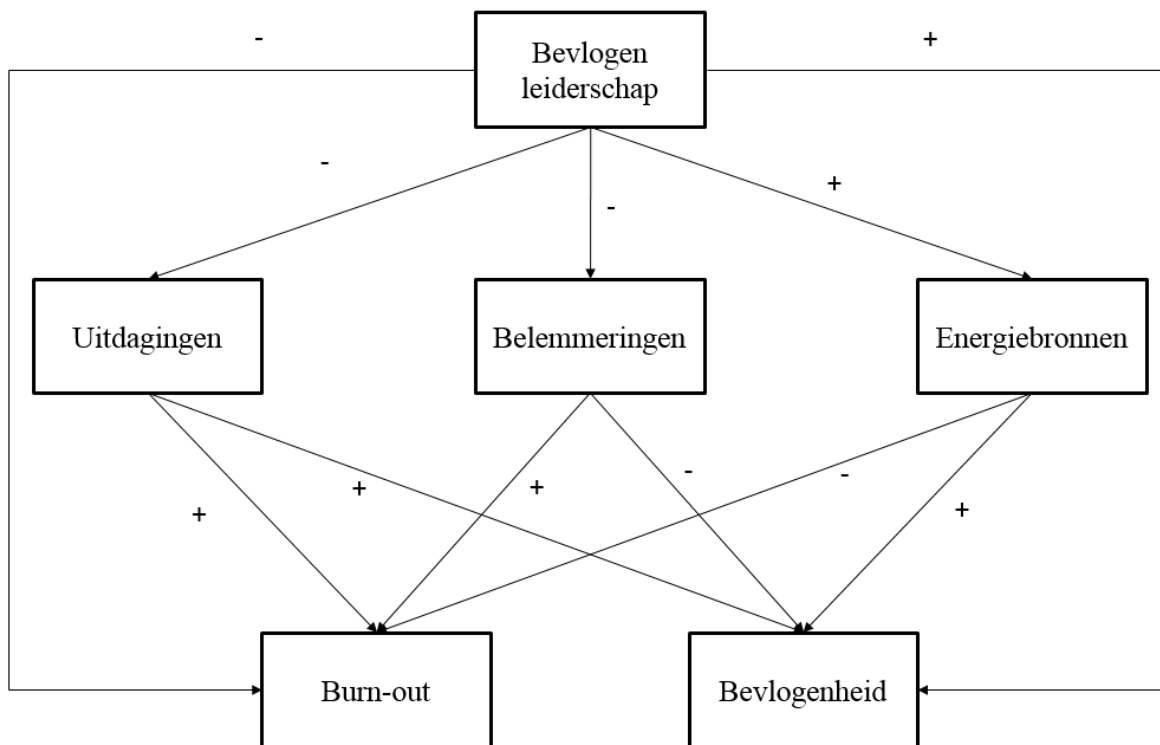 - Bevlogen +
leiderschap
-
+
-
Uitdagingen Belemmeringen Energiebronnen
- -
+ + +
+
Burn-out Bevlogenheid